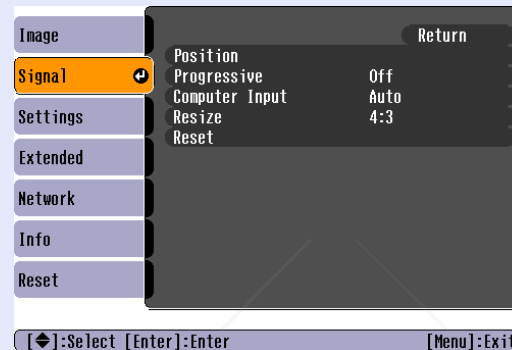 Image
Signal
Settings
Extended
Network
Info
Reset
Return
Position
Progressive Off
Computer Input Auto
Resize 4:3
Reset
[◆]:Select [Enter]:Enter [Menu]:Exit